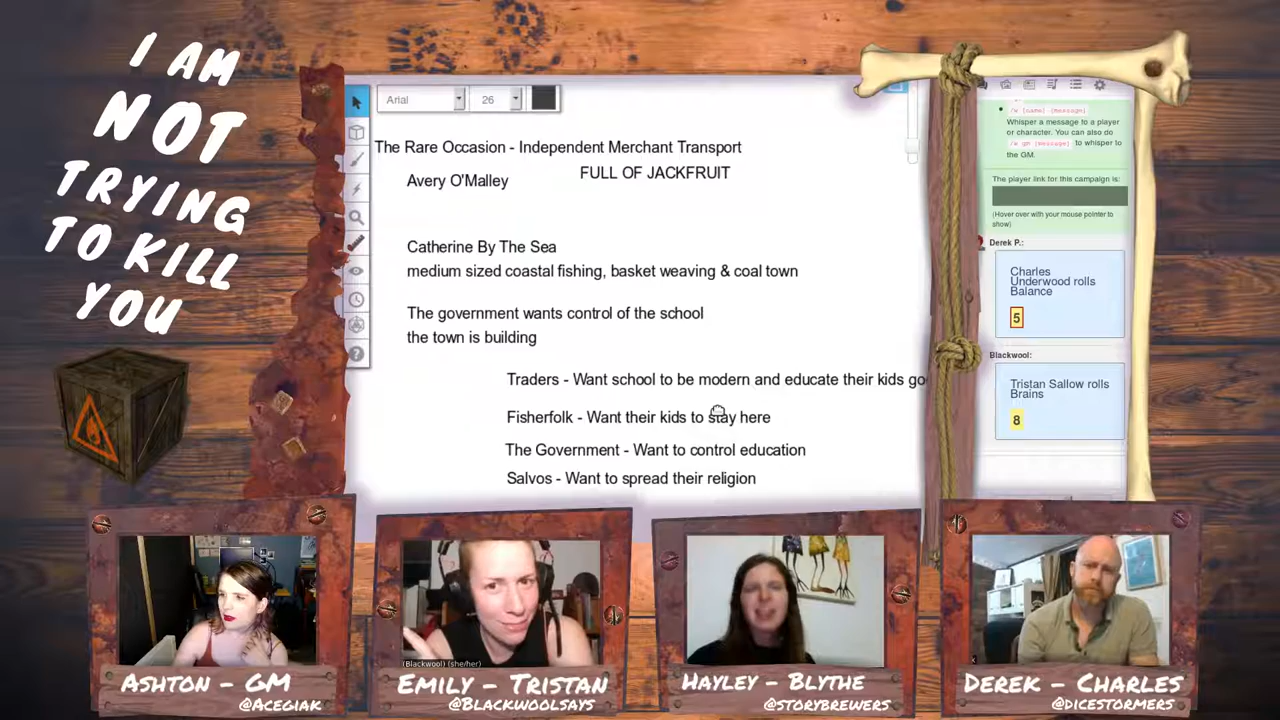 I AM
NOT
TRYING
TO KILL
YOU
Arial
26
The Rare Occasion - Independent Merchant Transport
FULL OF JACKFRUIT
Avery O'Malley
Catherine By The Sea
medium sized coastal fishing, basket weaving & coal town
The government wants control of the school
the town is building
Traders - Want school to be modern and educate their kids go
Fisherfolk - Want their kids to stay here
The Government - Want to control education
Salvos - Want to spread their religion
/w [name] [message]
Whisper a message to a player
or character. You can also do
/w gm [message] to whisper to
the GM.
The player link for this campaign is:
(Hover over with your mouse pointer to
show)
Derek P.:
Charles
Underwood rolls
Balance
5
Blackwool:
Tristan Sallow rolls
Brains
8
(Blackwool) (she/her)
ASHTON - GM
@ACEGIAK
EMILY - TRISTAN
@BLACKWOOLSAYS
HAYLEY - BLYTHE
@STORYBREWERS
DEREK - CHARLES
@DICESTORMERS